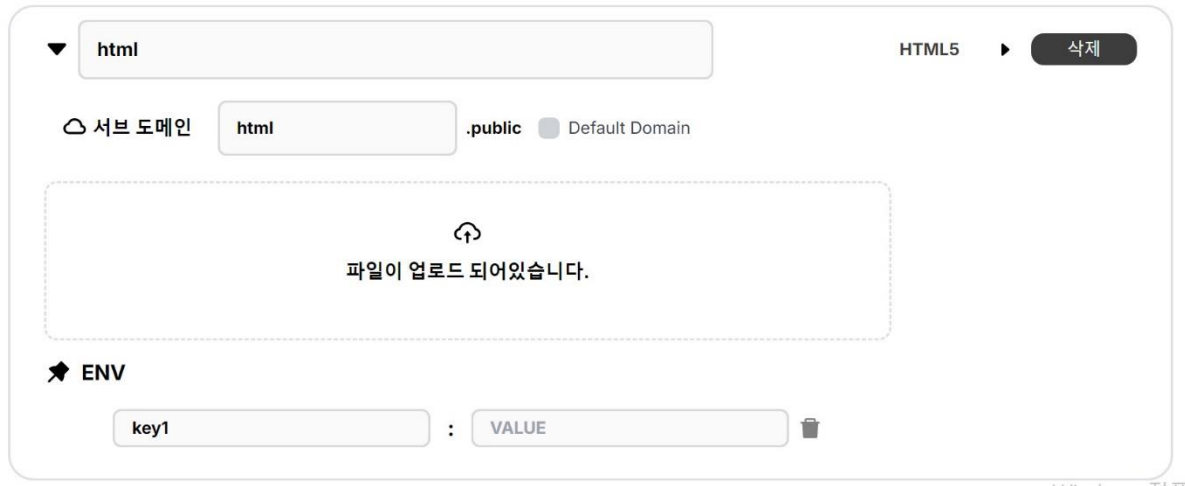 html HTML5 삭제
서브 도메인 html .public Default Domain
파일이 업로드 되어있습니다.
ENV
key1 : VALUE